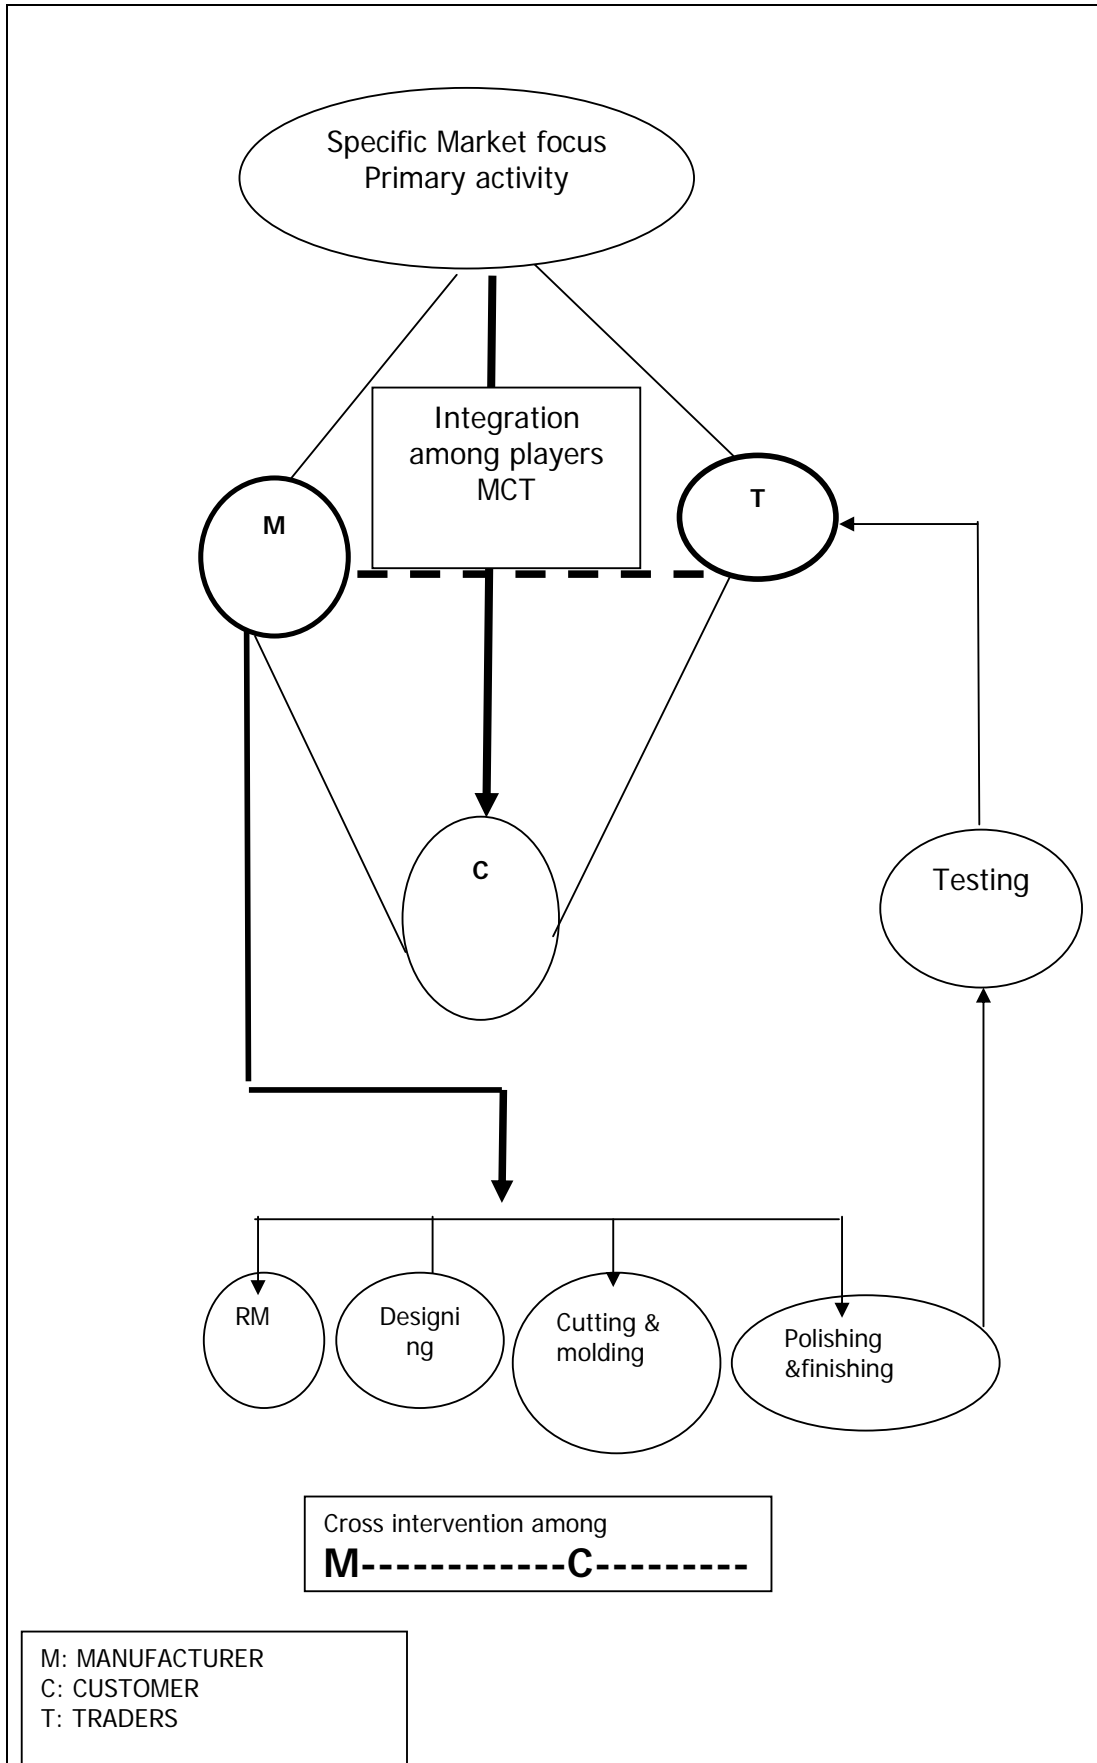 Specific Market focus
Primary activity
Integration
among players
MCT
M
T
C
Testing
RM
Designi
ng
Cutting &
molding
Polishing
&finishing
Cross intervention among
M------------C---------
M: MANUFACTURER
C: CUSTOMER
T: TRADERS